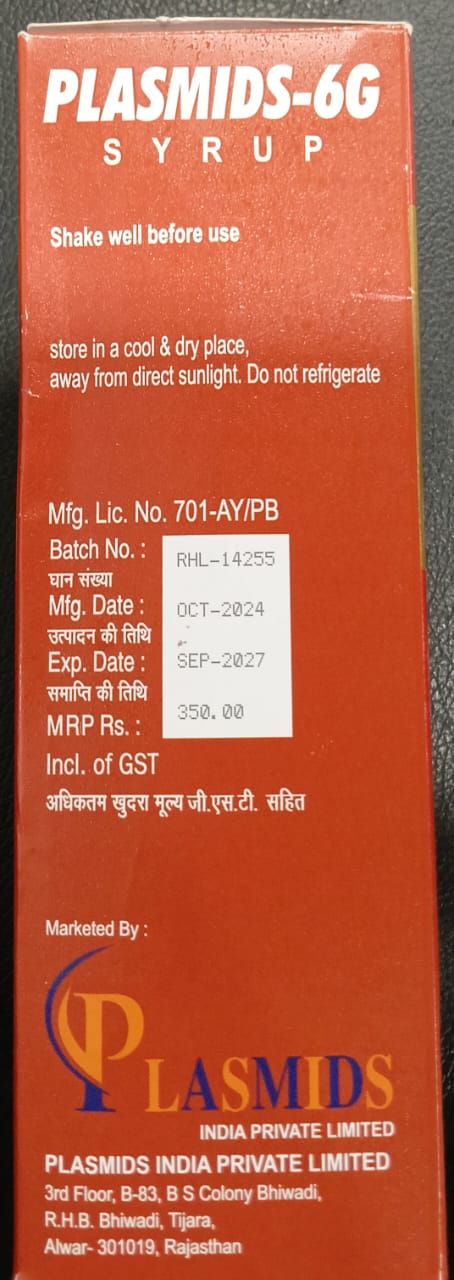 PLASMIDS-6G
SYRUP
Shake well before use
store in a cool & dry place,
away from direct sunlight. Do not refrigerate
Mfg. Lic. No. 701-AY/PB
Batch No. : RHL-14255
घान संख्या
Mfg. Date : OCT-2024
उत्पादन की तिथि
Exp. Date : SEP-2027
समाप्ति की तिथि
MRP Rs. : 350.00
Incl. of GST
अधिकतम खुदरा मूल्य जी.एस.टी. सहित
Marketed By :
PLASMIDS
INDIA PRIVATE LIMITED
PLASMIDS INDIA PRIVATE LIMITED
3rd Floor, B-83, B S Colony Bhiwadi,
R.H.B. Bhiwadi, Tijara,
Alwar- 301019, Rajasthan